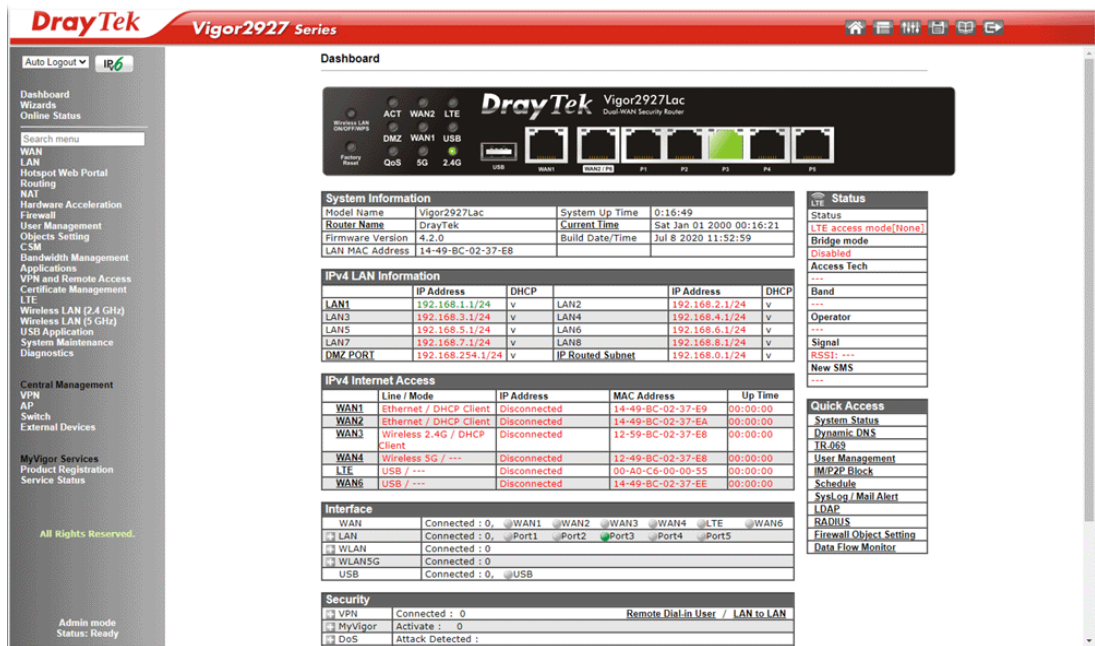 DrayTek Vigor2927 Series
Auto Logout IPv6
Dashboard
Wizards
Online Status
Search menu
WAN
LAN
Hotspot Web Portal
Routing
NAT
Hardware Acceleration
Firewall
User Management
Objects Setting
CSM
Bandwidth Management
Applications
VPN and Remote Access
Certificate Management
LTE
Wireless LAN (2.4 GHz)
Wireless LAN (5 GHz)
USB Application
System Maintenance
Diagnostics
Central Management
VPN
AP
Switch
External Devices
MyVigor Services
Product Registration
Service Status
All Rights Reserved.
Admin mode
Status: Ready
Dashboard
DrayTek Vigor2927Lac
Dual-WAN Security Router
Wireless LAN
ON/OFF/WPS
Factory
Reset
ACT WAN2 LTE
DMZ WAN1 USB
QoS 5G 2.4G
USB WAN1 WAN2 / P6 P1 P2 P3 P4 P5
System Information
Model Name Vigor2927Lac System Up Time 0:16:49
Router Name DrayTek Current Time Sat Jan 01 2000 00:16:21
Firmware Version 4.2.0 Build Date/Time Jul 8 2020 11:52:59
LAN MAC Address 14-49-BC-02-37-E8
IPv4 LAN Information
IP Address DHCP IP Address DHCP
LAN1 192.168.1.1/24 v LAN2 192.168.2.1/24 v
LAN3 192.168.3.1/24 v LAN4 192.168.4.1/24 v
LAN5 192.168.5.1/24 v LAN6 192.168.6.1/24 v
LAN7 192.168.7.1/24 v LAN8 192.168.8.1/24 v
DMZ PORT 192.168.254.1/24 v IP Routed Subnet 192.168.0.1/24 v
IPv4 Internet Access
Line / Mode IP Address MAC Address Up Time
WAN1 Ethernet / DHCP Client Disconnected 14-49-BC-02-37-E9 00:00:00
WAN2 Ethernet / DHCP Client Disconnected 14-49-BC-02-37-EA 00:00:00
WAN3 Wireless 2.4G / DHCP Client Disconnected 12-59-BC-02-37-E8 00:00:00
WAN4 Wireless 5G / --- Disconnected 12-49-BC-02-37-E8 00:00:00
LTE USB / --- Disconnected 00-A0-C6-00-00-55 00:00:00
WAN6 USB / --- Disconnected 14-49-BC-02-37-EE 00:00:00
Interface
WAN Connected : 0, WAN1 WAN2 WAN3 WAN4 LTE WAN6
LAN Connected : 0, Port1 Port2 Port3 Port4 Port5
WLAN Connected : 0
WLAN5G Connected : 0
USB Connected : 0, USB
Security
VPN Connected : 0 Remote Dial-in User / LAN to LAN
MyVigor Activate : 0
DoS Attack Detected :
LTE Status
Status
LTE access mode[None]
Bridge mode
Disabled
Access Tech
---
Band
---
Operator
---
Signal
RSSI: ---
New SMS
---
Quick Access
System Status
Dynamic DNS
TR-069
User Management
IM/P2P Block
Schedule
SysLog / Mail Alert
LDAP
RADIUS
Firewall Object Setting
Data Flow Monitor